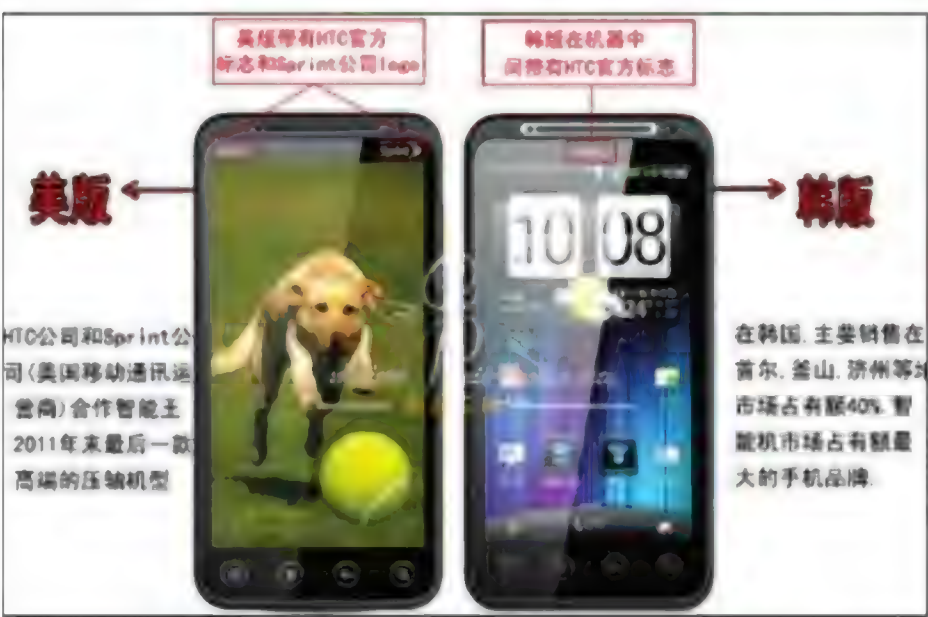 美版带有HTC官方
标志和Sprint公司logo
韩版在机器中
间带有HTC官方标志
美版
韩版
10 08
HTC公司和Sprint公
司(美国移动通讯运
营商)合作智能王
2011年末最后一款
高端的压轴机型
在韩国.主要销售在
首尔.釜山.济州等地
市场占有额40%.智
能机市场占有额最
大的手机品牌.